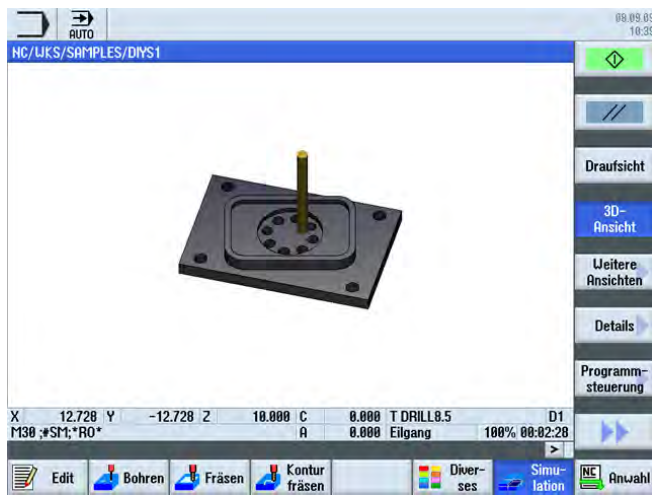 AUTO
08.09.09
10:39
NC/WKS/SAMPLES/DIYS1
Draufsicht
3D-
Ansicht
Weitere
Ansichten
Details
Programm-
steuerung
X 12.728 Y -12.728 Z 10.000 C 0.000 T DRILL8.5 D1
M30 ;#SM;*RO* A 0.000 Eilgang 100% 00:02:28
>
Edit
Bohren
Fräsen
Kontur
fräsen
Diver-
ses
Simu-
lation
NC
Anwahl